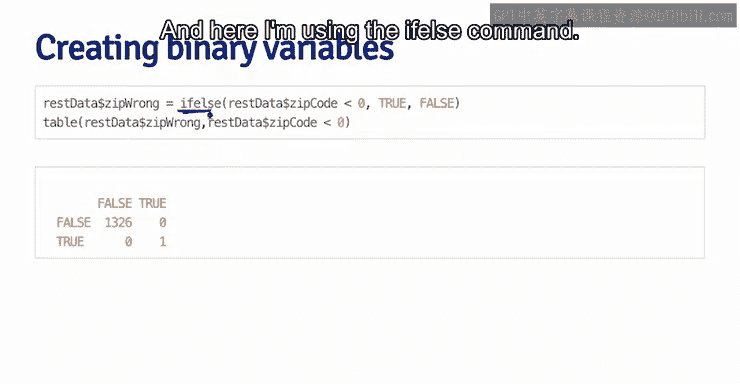 And here I'm using the ifelse command.
Creating binary variables
restData$zipWrong = ifelse(restData$zipCode < 0, TRUE, FALSE)
table(restData$zipWrong,restData$zipCode < 0)
FALSE TRUE
FALSE 1326 0
TRUE 0 1